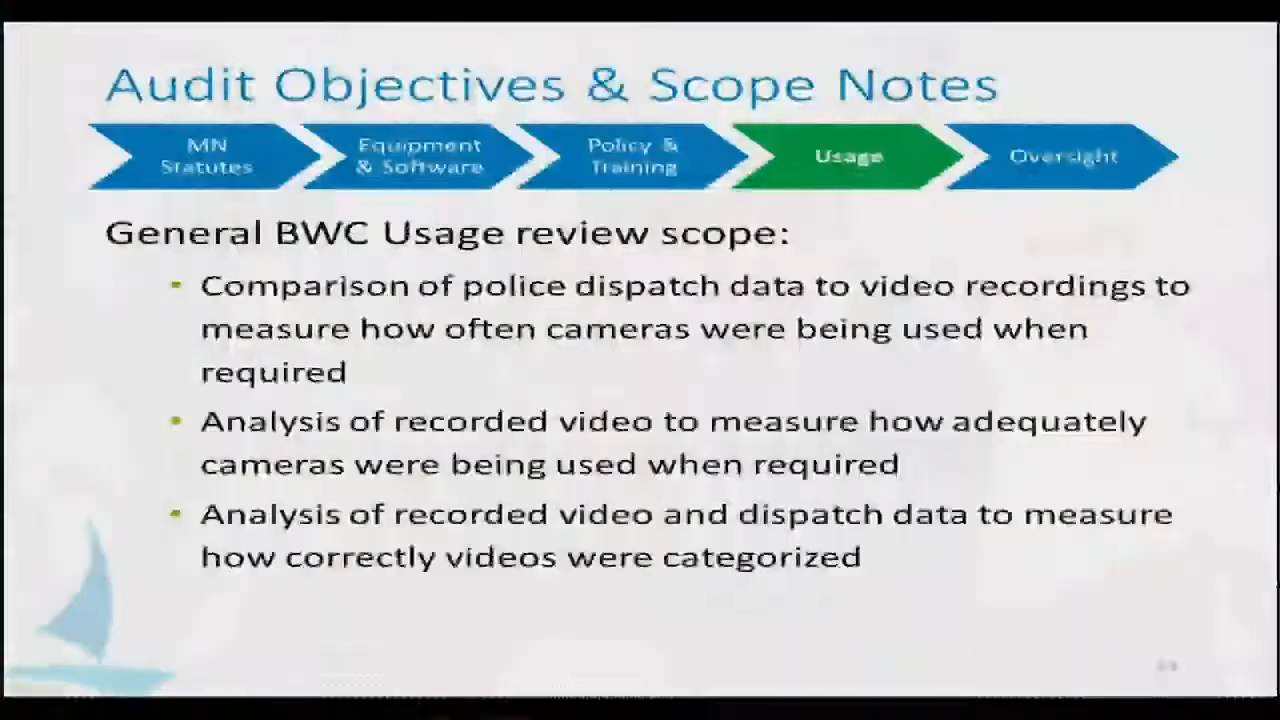 Audit Objectives & Scope Notes
MN
Statutes
Equipment
& Software
Policy &
Training
Usage
Oversight
General BWC Usage review scope:
Comparison of police dispatch data to video recordings to
measure how often cameras were being used when
required
Analysis of recorded video to measure how adequately
cameras were being used when required
Analysis of recorded video and dispatch data to measure
how correctly videos were categorized